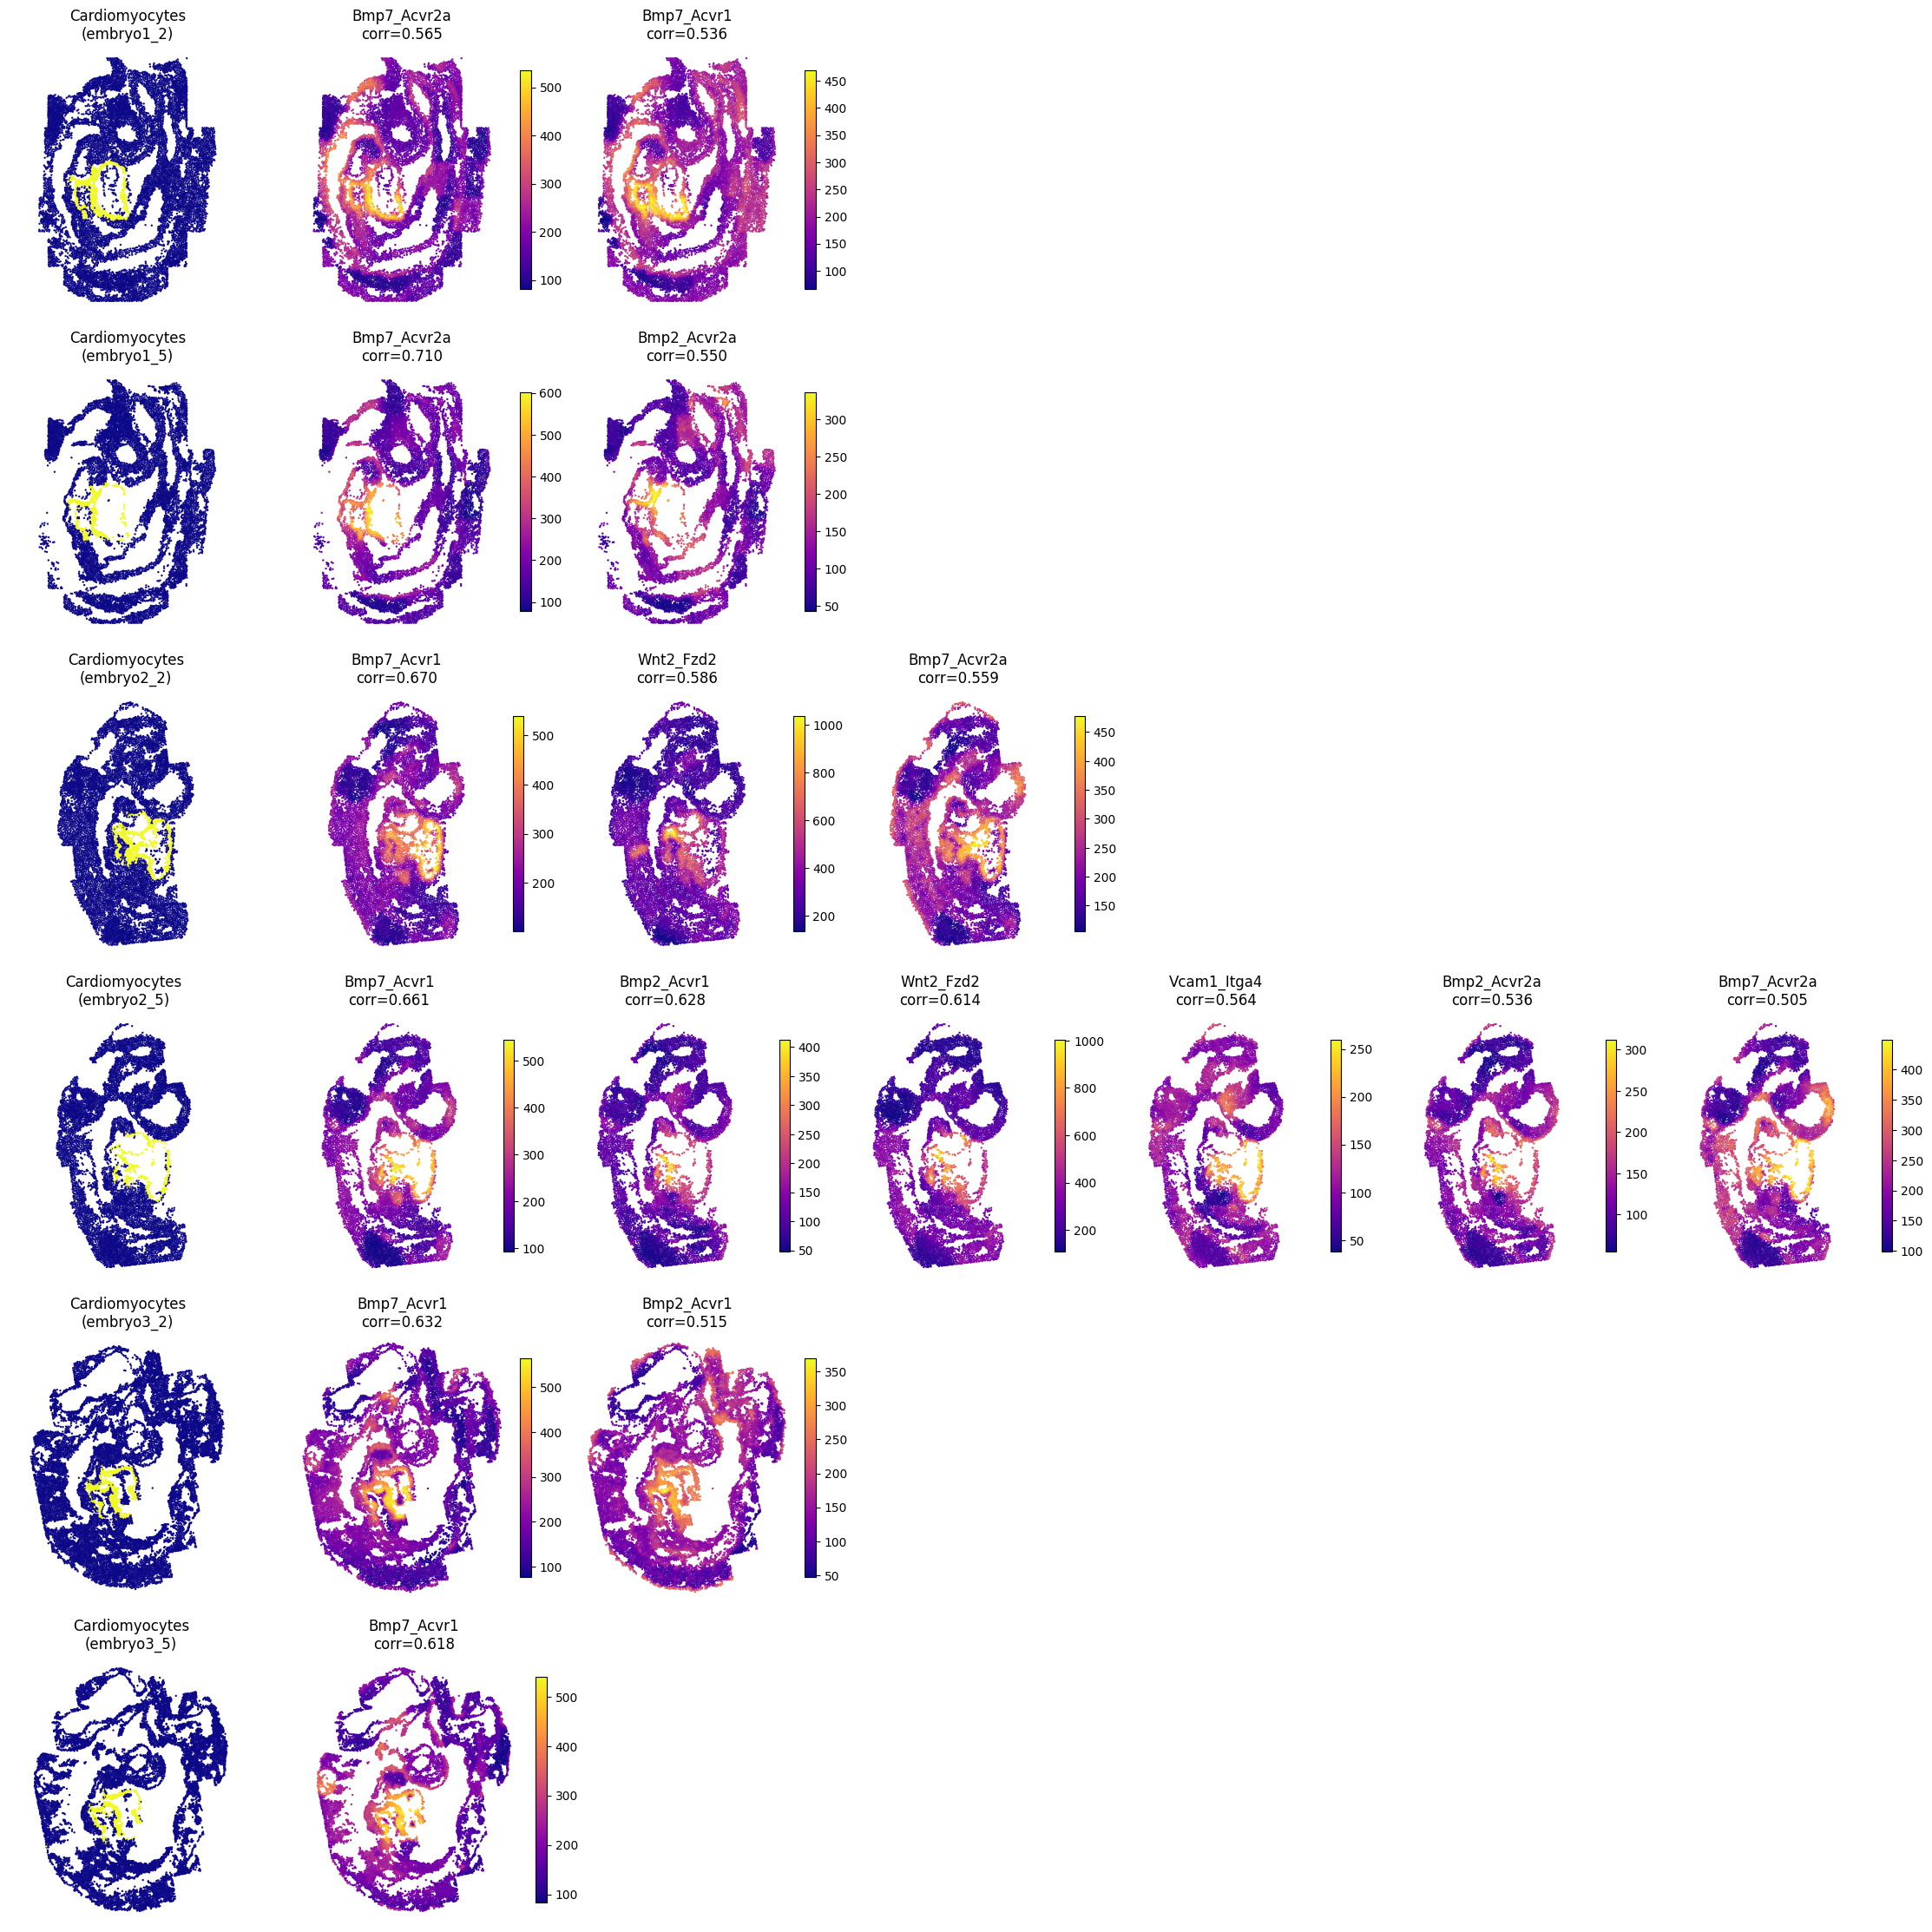 Cardiomyocytes
(embryo1_2)
Bmp7_Acvr2a
corr=0.565
500
400
300
200
100
Bmp7_Acvr1
corr=0.536
450
400
350
300
250
200
150
100
Cardiomyocytes
(embryo1_5)
Bmp7_Acvr2a
corr=0.710
600
500
400
300
200
100
Bmp2_Acvr2a
corr=0.550
300
250
200
150
100
50
Cardiomyocytes
(embryo2_2)
Bmp7_Acvr1
corr=0.670
500
400
300
200
Wnt2_Fzd2
corr=0.586
1000
800
600
400
200
Bmp7_Acvr2a
corr=0.559
450
400
350
300
250
200
150
Cardiomyocytes
(embryo2_5)
Bmp7_Acvr1
corr=0.661
500
400
300
200
100
Bmp2_Acvr1
corr=0.628
400
350
300
250
200
150
100
50
Wnt2_Fzd2
corr=0.614
1000
800
600
400
200
Vcam1_Itga4
corr=0.564
250
200
150
100
50
Bmp2_Acvr2a
corr=0.536
300
250
200
150
100
Bmp7_Acvr2a
corr=0.505
400
350
300
250
200
150
100
Cardiomyocytes
(embryo3_2)
Bmp7_Acvr1
corr=0.632
500
400
300
200
100
Bmp2_Acvr1
corr=0.515
350
300
250
200
150
100
50
Cardiomyocytes
(embryo3_5)
Bmp7_Acvr1
corr=0.618
500
400
300
200
100